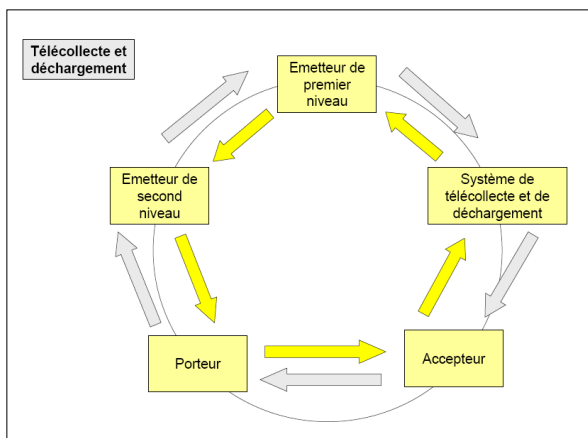 Télécollecte et
déchargement
Emetteur de
premier
niveau
Emetteur de
second
niveau
Système de
télécollecte et de
déchargement
Porteur
Accepteur